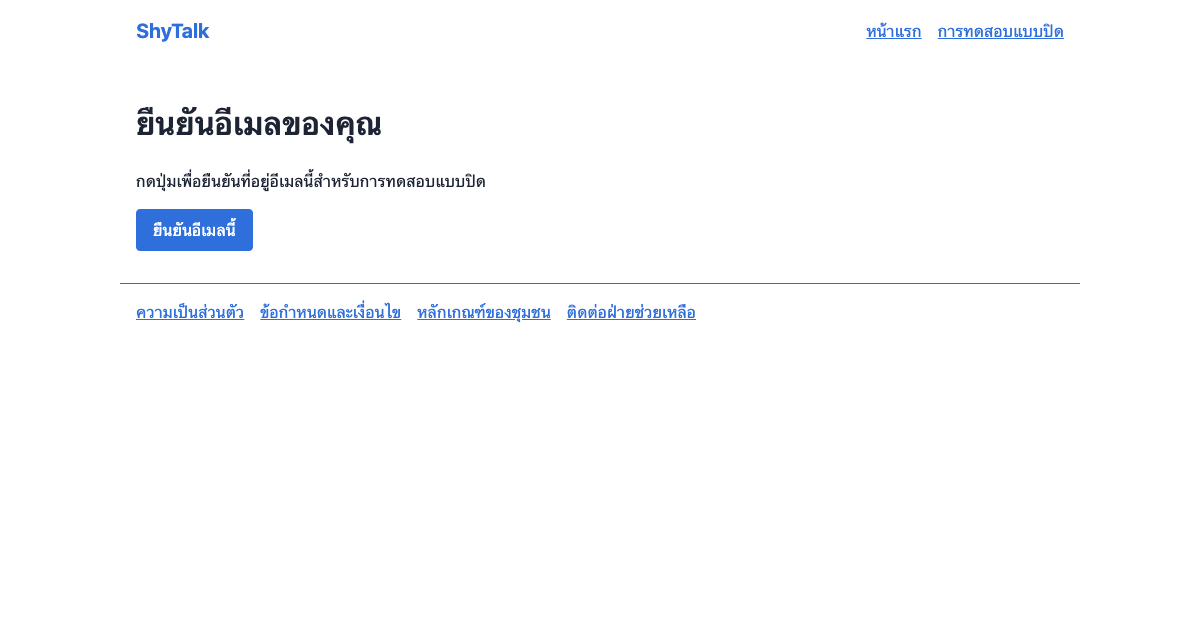 ShyTalk
หน้าแรก การทดสอบแบบปิด
ยืนยันอีเมลของคุณ
กดปุ่มเพื่อยืนยันที่อยู่อีเมลนี้สำหรับการทดสอบแบบปิด
ยืนยันอีเมลนี้
ความเป็นส่วนตัว ข้อกำหนดและเงื่อนไข หลักเกณฑ์ของชุมชน ติดต่อฝ่ายช่วยเหลือ